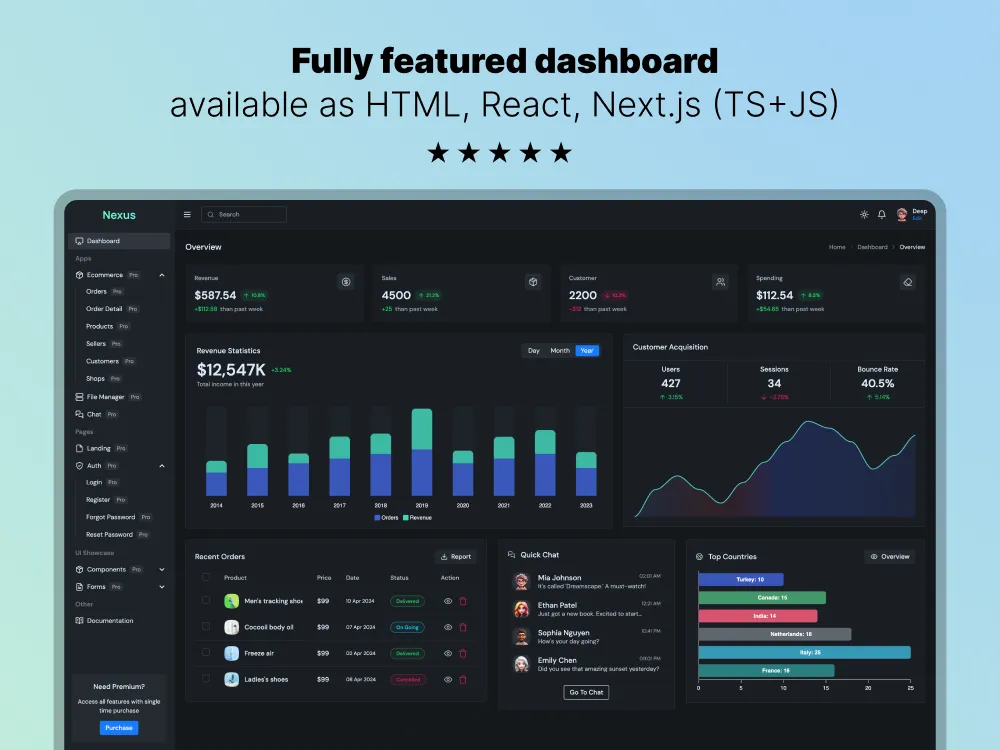 Fully featured dashboard
available as HTML, React, Next.js (TS+JS)
★ ★ ★ ★ ★
Nexus
Search
Deep
Edit
Dashboard
Apps
Ecommerce Pro
Orders Pro
Order Detail Pro
Products Pro
Sellers Pro
Customers Pro
Shops Pro
File Manager Pro
Chat Pro
Pages
Landing Pro
Auth Pro
Login Pro
Register Pro
Forgot Password Pro
Reset Password Pro
UI Showcase
Components Pro
Forms Pro
Other
Documentation
Need Premium?
Access all features with single
time purchase
Purchase
Overview
Home Dashboard Overview
Revenue
$587.54 10.8%
+$112.58 than past week
Sales
4500 21.2%
+25 than past week
Customer
2200 10.2%
-312 than past week
Spending
$112.54 8.5%
+$54.65 than past week
Revenue Statistics
Day Month Year
$12,547K +3.24%
Total income in this year
2014 2015 2016 2017 2018 2019 2020 2021 2022 2023
Orders Revenue
Customer Acquisition
Users
427
3.15%
Sessions
34
-2.78%
Bounce Rate
40.5%
5.14%
Recent Orders
Report
Product Price Date Status Action
Men's tracking shoe $99 10 Apr 2024 Delivered
Cocooil body oil $99 07 Apr 2024 On Going
Freeze air $99 02 Apr 2024 Delivered
Ladies's shoes $99 08 Apr 2024 Cancelled
Quick Chat
Mia Johnson 02:01 AM
It's called 'Dreamscape.' A must-watch!
Ethan Patel 12:21 AM
Just got a new book. Excited to start...
Sophia Nguyen 10:41 PM
How's your day going?
Emily Chen 09:01 PM
Did you see that amazing sunset yesterday?
Go To Chat
Top Countries
Overview
Turkey: 10
Canada: 15
India: 14
Netherlands: 18
Italy: 25
France: 16
0 5 10 15 20 25